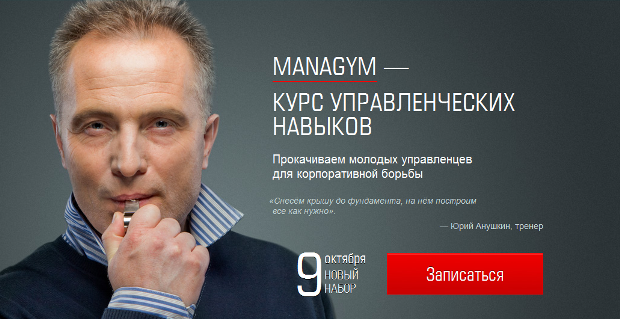 MANAGYM —
КУРС УПРАВЛЕНЧЕСКИХ
НАВЫКОВ
Прокачиваем молодых управленцев
для корпоративной борьбы
«Снесем крышу до фундамента, на нем построим
все как нужно».
— Юрий Анушкин, тренер
9 октября
НОВЫЙ
НАБОР
Записаться